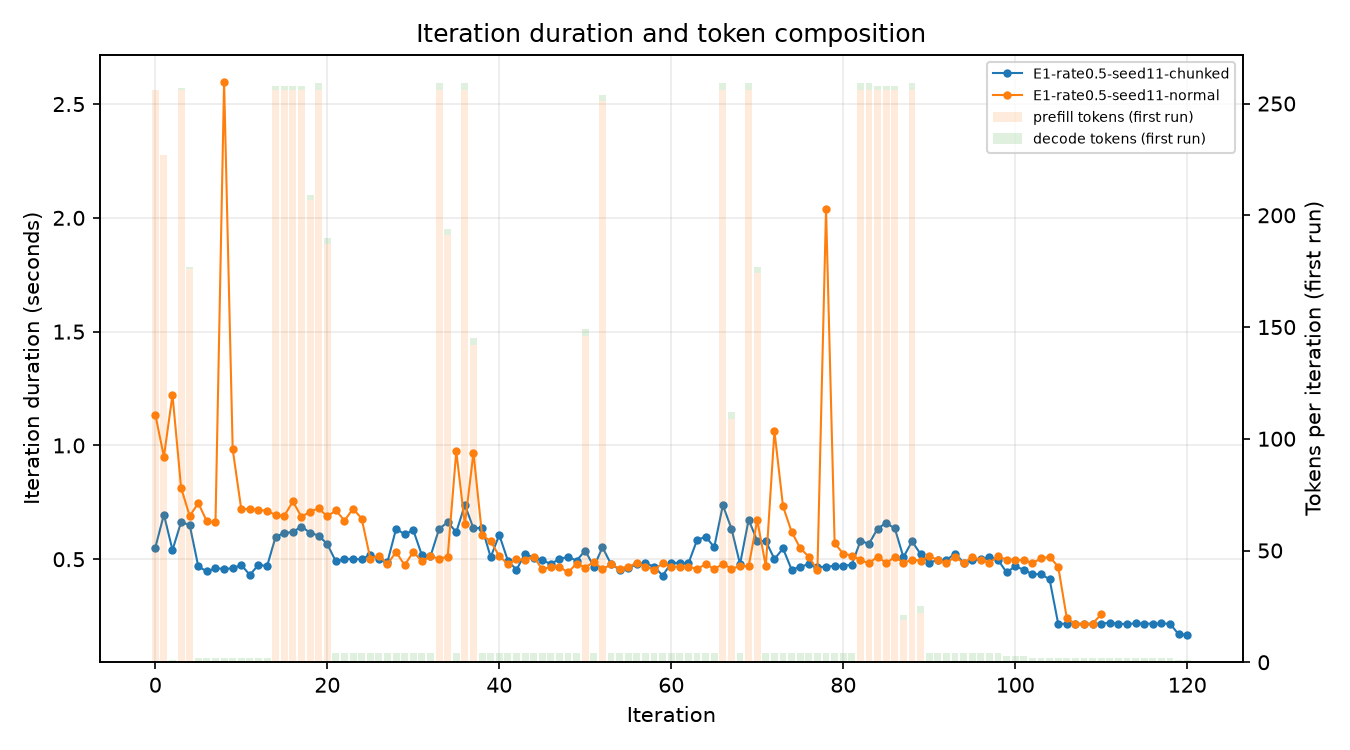 Iteration duration and token composition
E1-rate0.5-seed11-chunked
E1-rate0.5-seed11-normal
prefill tokens (first run)
decode tokens (first run)
Iteration duration (seconds)
2.5
2.0
1.5
1.0
0.5
250
200
150
100
50
0
Tokens per iteration (first run)
0 20 40 60 80 100 120
Iteration